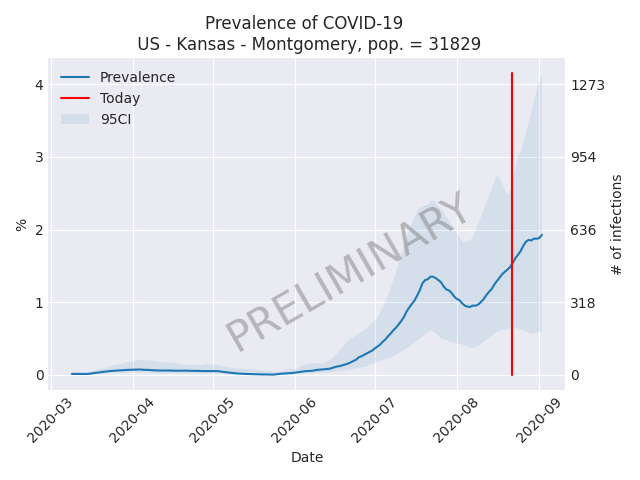 Prevalence of COVID-19
US - Kansas - Montgomery, pop. = 31829
Prevalence
Today
95CI
PRELIMINARY
%
4
3
2
1
0
1273
954
636
318
0
# of infections
2020-03
2020-04
2020-05
2020-06
2020-07
2020-08
2020-09
Date